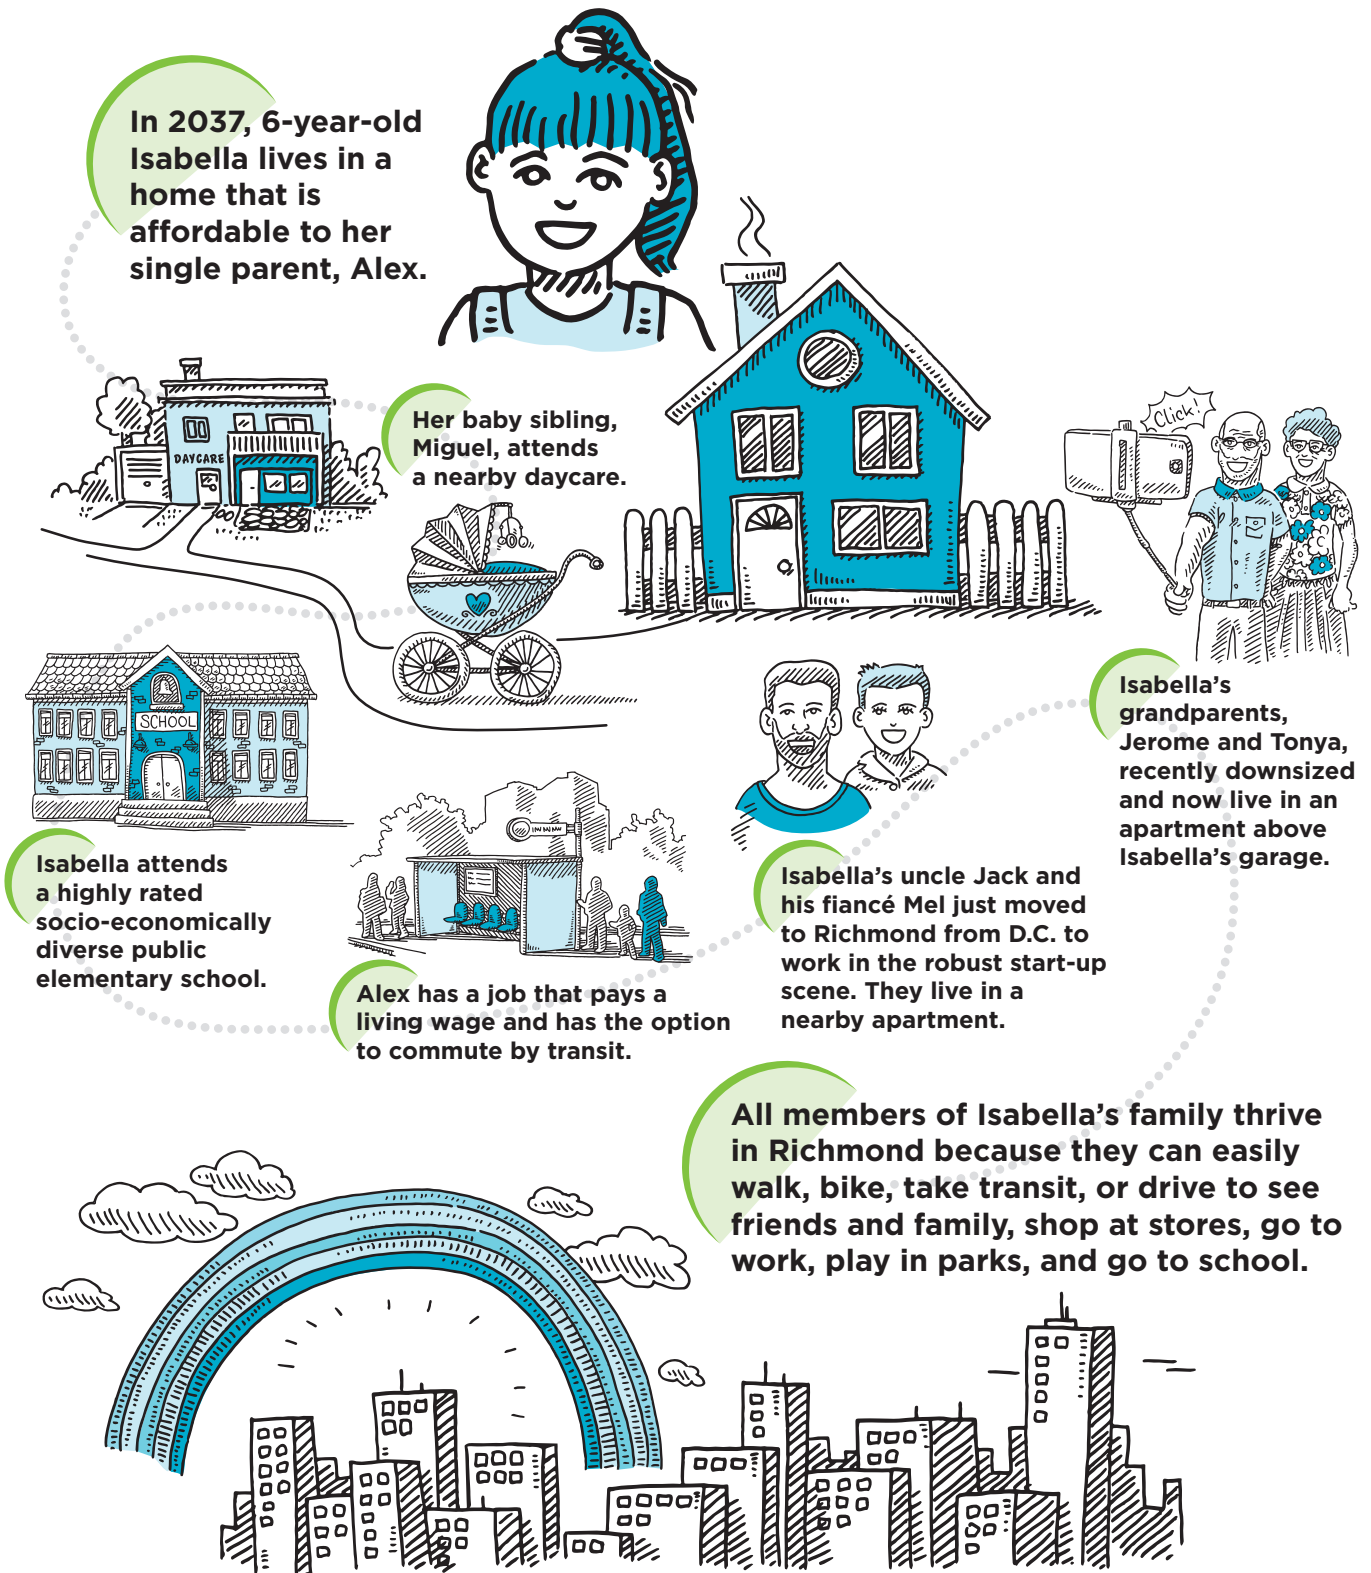 In 2037, 6-year-old
Isabella lives in a
home that is
affordable to her
single parent, Alex.
DAYCARE
Her baby sibling,
Miguel, attends
a nearby daycare.
Click!
SCHOOL
Isabella attends
a highly rated
socio-economically
diverse public
elementary school.
Alex has a job that pays a
living wage and has the option
to commute by transit.
Isabella’s uncle Jack and
his fiancé Mel just moved
to Richmond from D.C. to
work in the robust start-up
scene. They live in a
nearby apartment.
Isabella’s
grandparents,
Jerome and Tonya,
recently downsized
and now live in an
apartment above
Isabella’s garage.
All members of Isabella’s family thrive
in Richmond because they can easily
walk, bike, take transit, or drive to see
friends and family, shop at stores, go to
work, play in parks, and go to school.